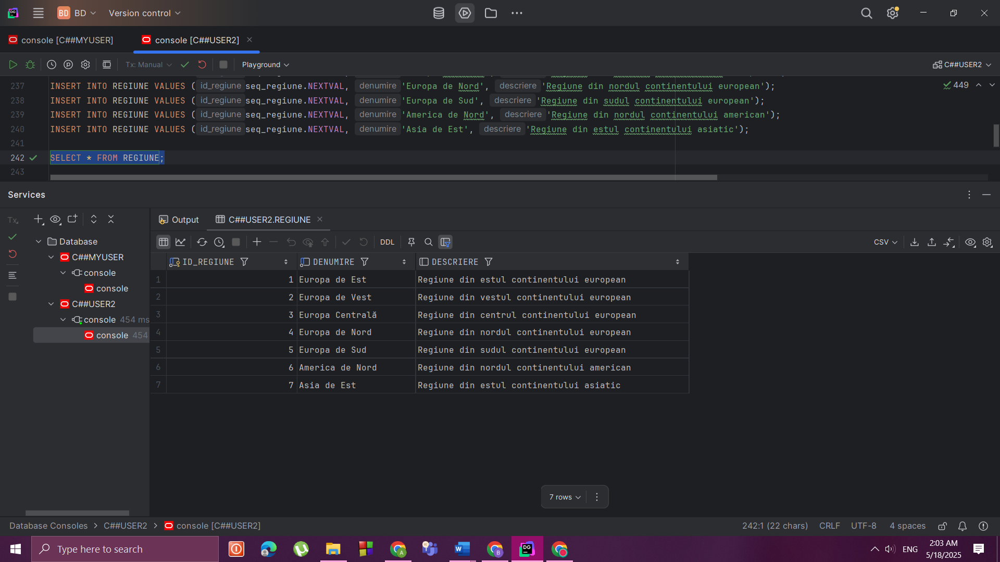 BD BD Version control
console [C##MYUSER] console [C##USER2]
Tx: Manual Playground C##USER2
237 INSERT INTO REGIUNE VALUES ( id_regiune seq_regiune.NEXTVAL, denumire 'Europa de Nord', descriere 'Regiune din nordul continentului european'); 449
238 INSERT INTO REGIUNE VALUES ( id_regiune seq_regiune.NEXTVAL, denumire 'Europa de Sud', descriere 'Regiune din sudul continentului european');
239 INSERT INTO REGIUNE VALUES ( id_regiune seq_regiune.NEXTVAL, denumire 'America de Nord', descriere 'Regiune din nordul continentului american');
240 INSERT INTO REGIUNE VALUES ( id_regiune seq_regiune.NEXTVAL, denumire 'Asia de Est', descriere 'Regiune din estul continentului asiatic');
241
242 SELECT * FROM REGIUNE;
243
Services
Tx
Database
C##MYUSER
console
console
C##USER2
console 454 ms
console 454
Output C##USER2.REGIUNE
DDL CSV
ID_REGIUNE DENUMIRE DESCRIERE
1 1 Europa de Est Regiune din estul continentului european
2 2 Europa de Vest Regiune din vestul continentului european
3 3 Europa Centrală Regiune din centrul continentului european
4 4 Europa de Nord Regiune din nordul continentului european
5 5 Europa de Sud Regiune din sudul continentului european
6 6 America de Nord Regiune din nordul continentului american
7 7 Asia de Est Regiune din estul continentului asiatic
7 rows
Database Consoles > C##USER2 > console [C##USER2] 242:1 (22 chars) CRLF UTF-8 4 spaces
Type here to search ENG 2:03 AM
5/18/2025